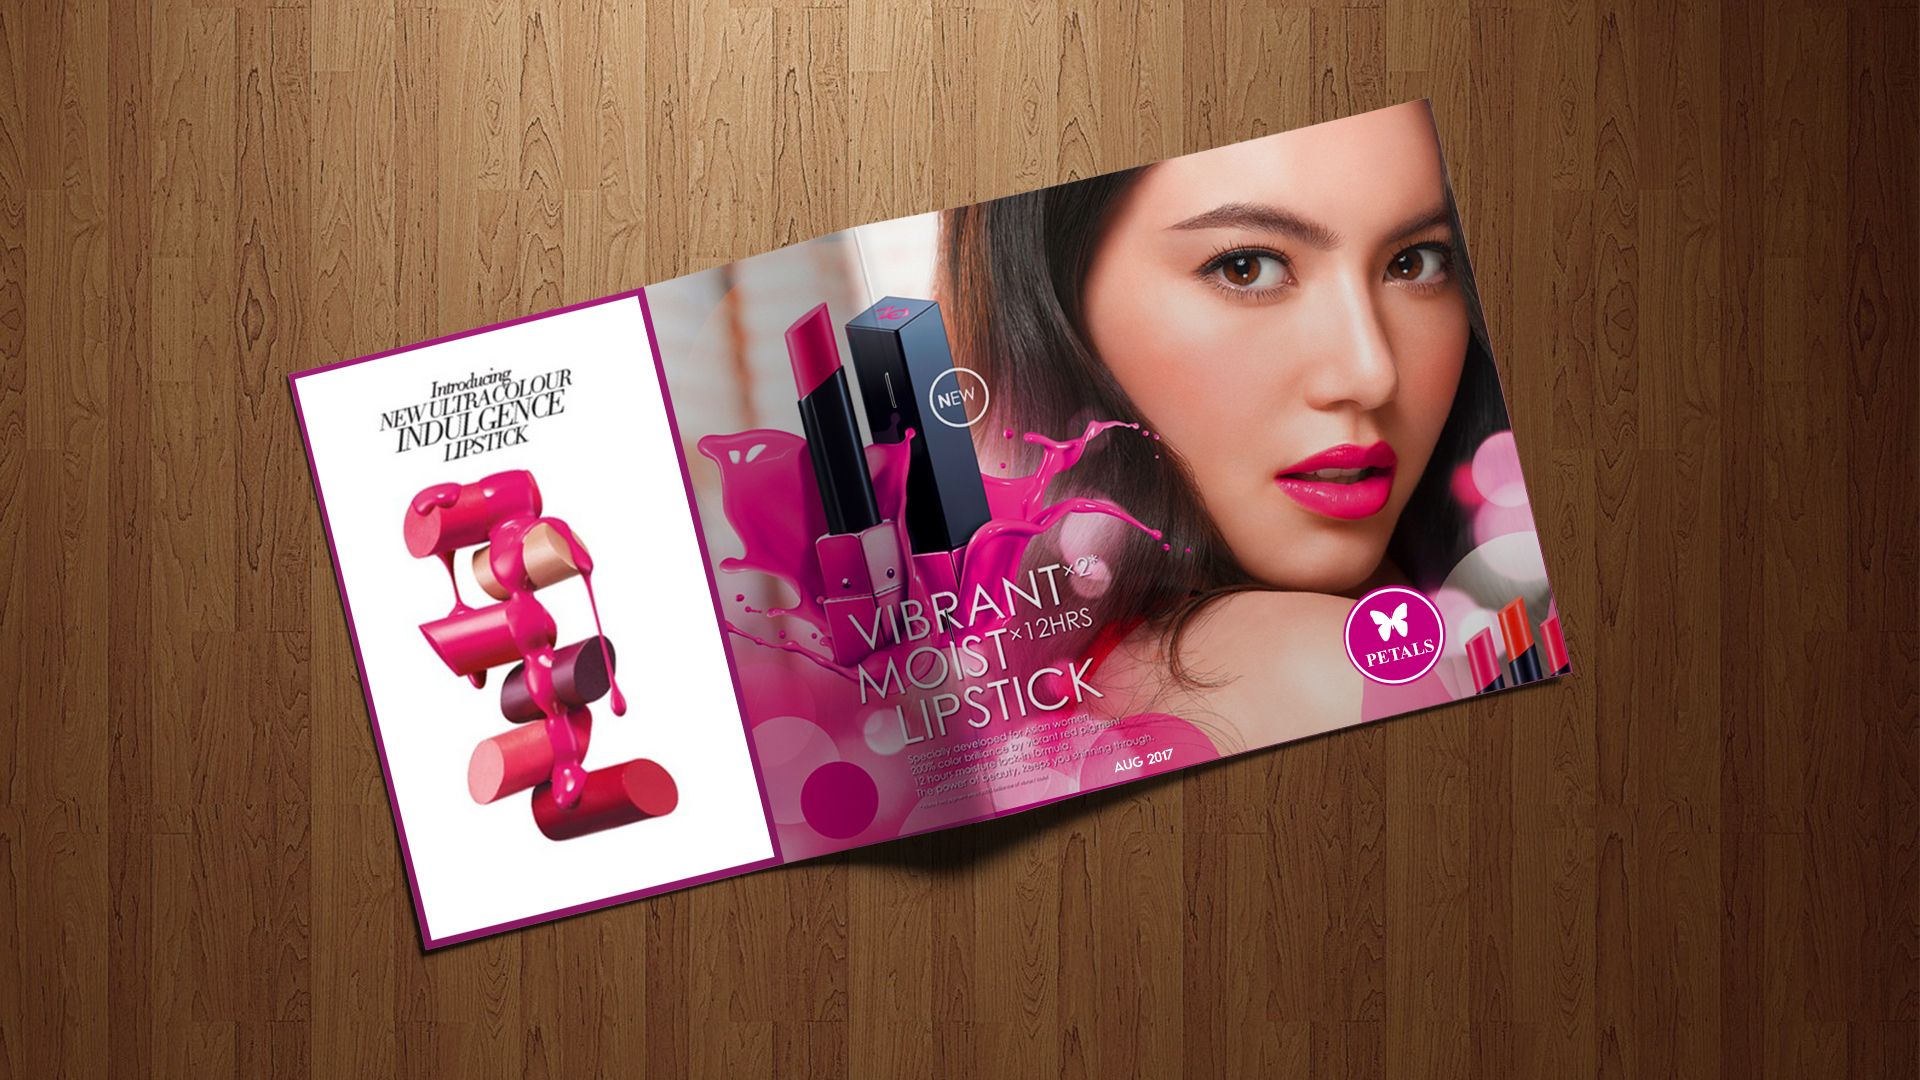 Introducing
NEW ULTRA COLOUR
INDULGENCE
LIPSTICK
NEW
VIBRANT×2*
MOIST×12HRS
LIPSTICK
Specially developed for Asian women.
200% color brilliance by vibrant red pigment.
12 hours moisture lock-in formula.
The power of beauty, keeps you shinning through.
AUG 2017
PETALS